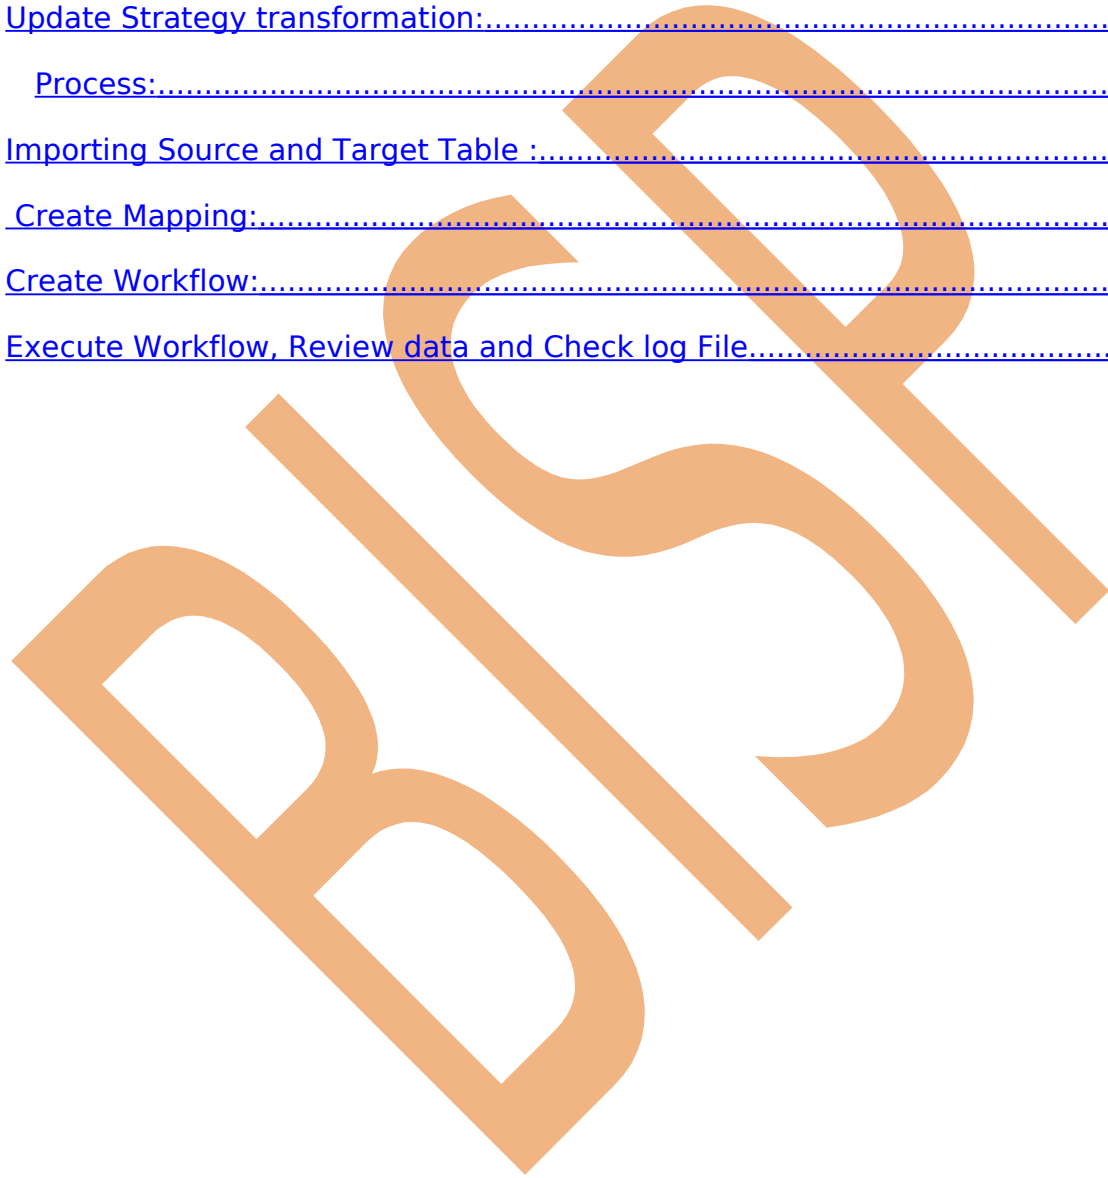 Update Strategy transformation:......................................................................
Process:.......................................................................................................
Importing Source and Target Table :..............................................................
Create Mapping:............................................................................................
Create Workflow:............................................................................................
Execute Workflow, Review data and Check log File.......................................
BISP